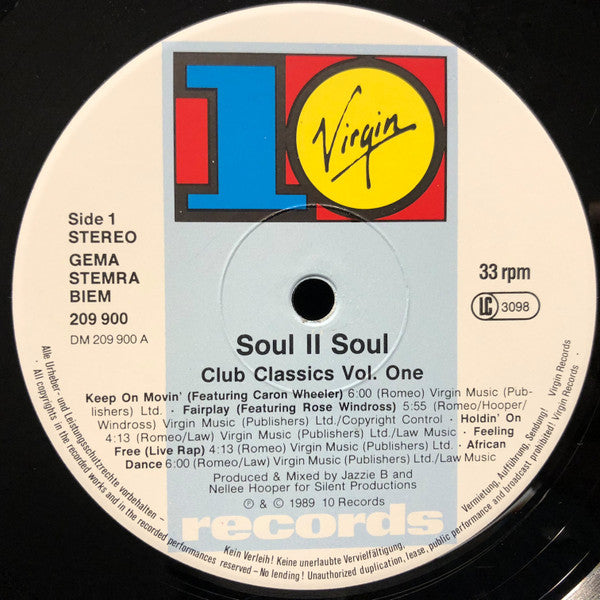 10
Virgin
Side 1
STEREO
GEMA
STEMRA
BIEM
209 900
DM 209 900 A
33 rpm
LC 3098
Soul II Soul
Club Classics Vol. One
Keep On Movin' (Featuring Caron Wheeler) 6:00 (Romeo) Virgin Music (Pub-
lishers) Ltd. · Fairplay (Featuring Rose Windross) 5:55 (Romeo/Hooper/
Windross) Virgin Music (Publishers) Ltd./Copyright Control · Holdin' On
4:13 (Romeo/Law) Virgin Music (Publishers) Ltd./Law Music · Feeling
Free (Live Rap) 4:13 (Romeo) Virgin Music (Publishers) Ltd. · African
Dance 6:00 (Romeo/Law) Virgin Music (Publishers) Ltd./Law Music
Produced & Mixed by Jazzie B and
Nellee Hooper for Silent Productions
℗ & © 1989 10 Records
records
Alle Urheber- und Leistungsschutzrechte vorbehalten – Kein Verleih! Keine unerlaubte Vervielfältigung, Vermietung, Aufführung, Sendung! Virgin Records
All copyrights in the recorded works and in the recorded performances reserved – No lending! Unauthorized duplication, lease, public performance and broadcast prohibited! Virgin Records